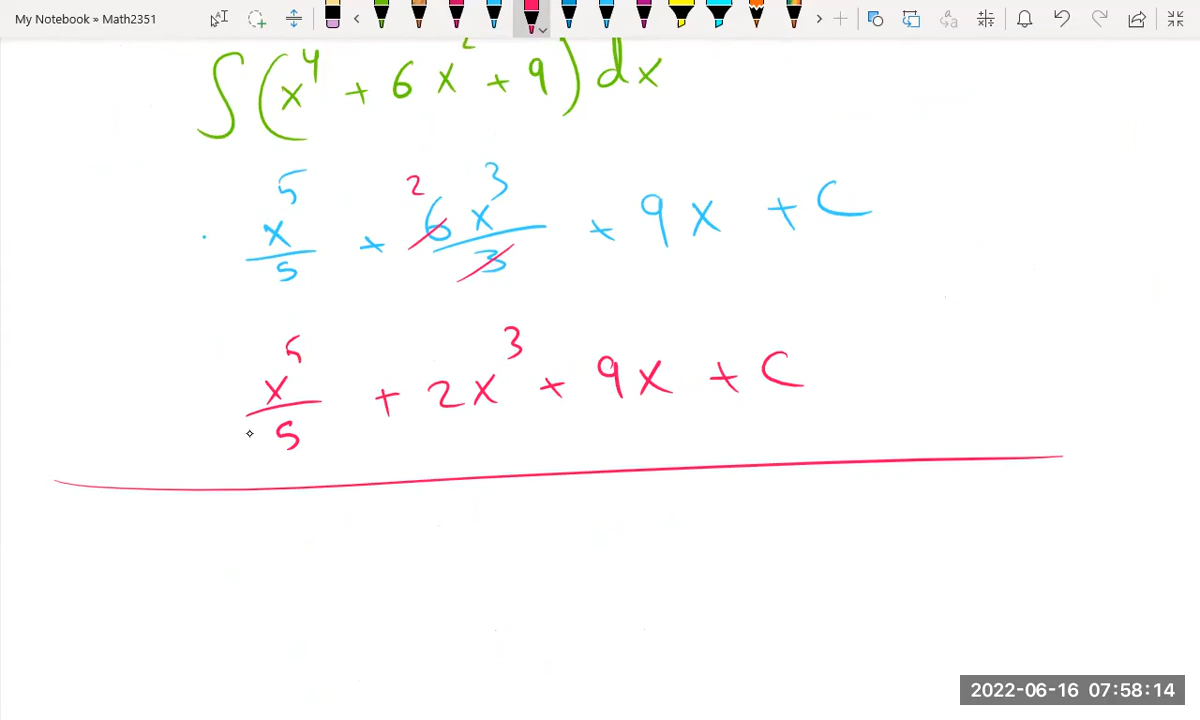 My Notebook » Math2351
∫(x⁴ + 6x² + 9)dx
x⁵/5 + 2 6x³/3 + 9x + C
x⁵/5 + 2x³ + 9x + C
2022-06-16 07:58:14